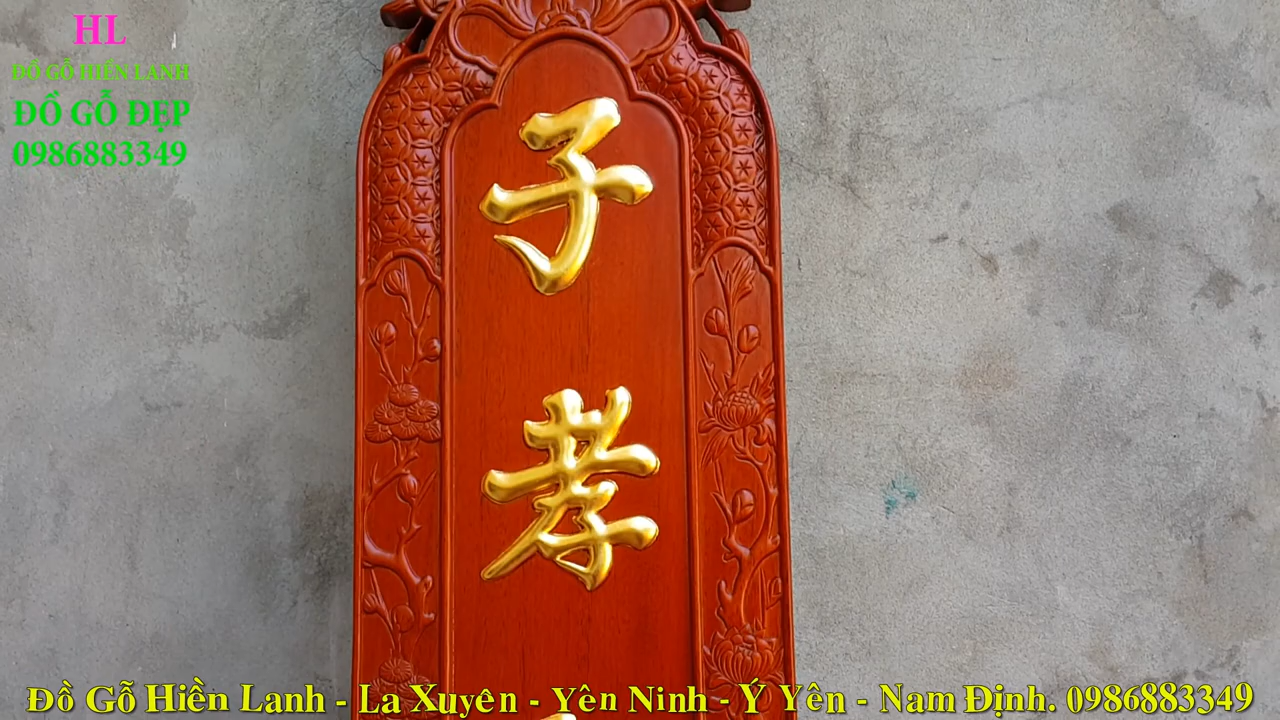 HL
ĐỒ GỖ HIỀN LANH
ĐỒ GỖ ĐẸP
0986883349
子
孝
Đồ Gỗ Hiền Lanh - La Xuyên - Yên Ninh - Ý Yên - Nam Định. 0986883349